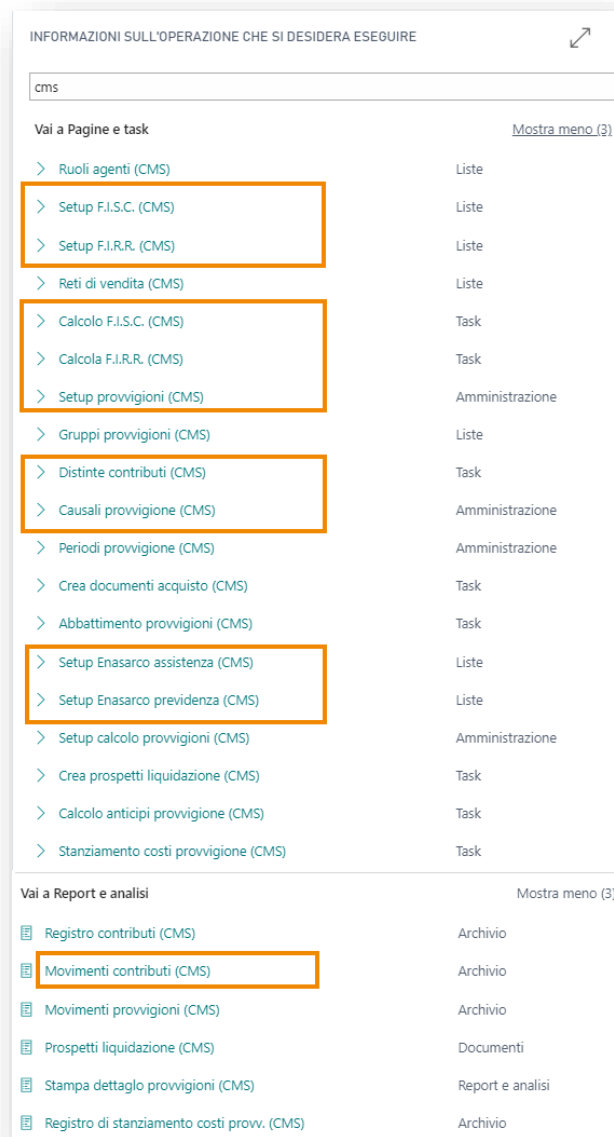 INFORMAZIONI SULL'OPERAZIONE CHE SI DESIDERA ESEGUIRE
cms
Vai a Pagine e task Mostra meno (3)
Ruoli agenti (CMS) Liste
Setup F.I.S.C. (CMS) Liste
Setup F.I.R.R. (CMS) Liste
Reti di vendita (CMS) Liste
Calcolo F.I.S.C. (CMS) Task
Calcola F.I.R.R. (CMS) Task
Setup provvigioni (CMS) Amministrazione
Gruppi provvigioni (CMS) Liste
Distinte contributi (CMS) Task
Causali provvigione (CMS) Amministrazione
Periodi provvigione (CMS) Amministrazione
Crea documenti acquisto (CMS) Task
Abbattimento provvigioni (CMS) Task
Setup Enasarco assistenza (CMS) Liste
Setup Enasarco previdenza (CMS) Liste
Setup calcolo provvigioni (CMS) Amministrazione
Crea prospetti liquidazione (CMS) Task
Calcolo anticipi provvigione (CMS) Task
Stanziamento costi provvigione (CMS) Task
Vai a Report e analisi Mostra meno (3)
Registro contributi (CMS) Archivio
Movimenti contributi (CMS) Archivio
Movimenti provvigioni (CMS) Archivio
Prospetti liquidazione (CMS) Documenti
Stampa dettaglo provvigioni (CMS) Report e analisi
Registro di stanziamento costi provv. (CMS) Archivio